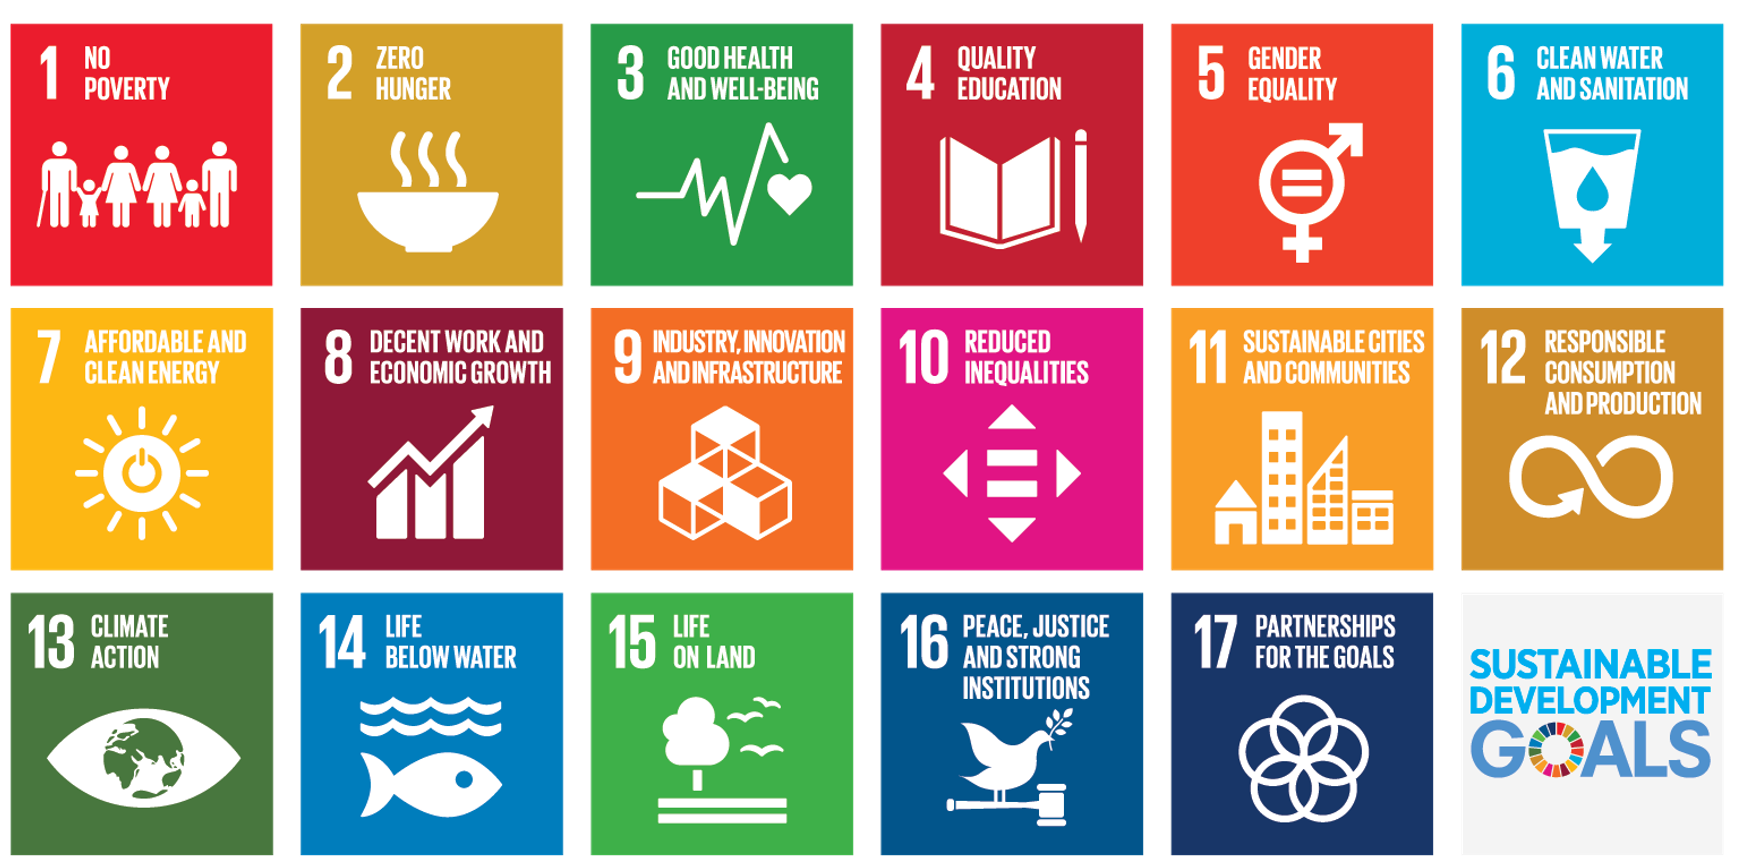 1 NO
POVERTY
2 ZERO
HUNGER
3 GOOD HEALTH
AND WELL-BEING
4 QUALITY
EDUCATION
5 GENDER
EQUALITY
6 CLEAN WATER
AND SANITATION
7 AFFORDABLE AND
CLEAN ENERGY
8 DECENT WORK AND
ECONOMIC GROWTH
9 INDUSTRY, INNOVATION
AND INFRASTRUCTURE
10 REDUCED
INEQUALITIES
11 SUSTAINABLE CITIES
AND COMMUNITIES
12 RESPONSIBLE
CONSUMPTION
AND PRODUCTION
13 CLIMATE
ACTION
14 LIFE
BELOW WATER
15 LIFE
ON LAND
16 PEACE, JUSTICE
AND STRONG
INSTITUTIONS
17 PARTNERSHIPS
FOR THE GOALS
SUSTAINABLE
DEVELOPMENT
GOALS